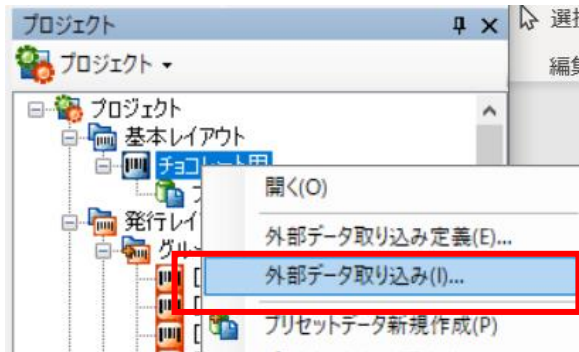 プロジェクト
選
プロジェクト
編
プロジェクト
基本レイアウト
チョコレート用
開く(O)
発行レイ
外部データ取り込み定義(E)...
グル
外部データ取り込み(I)...
プリセットデータ新規作成(P)